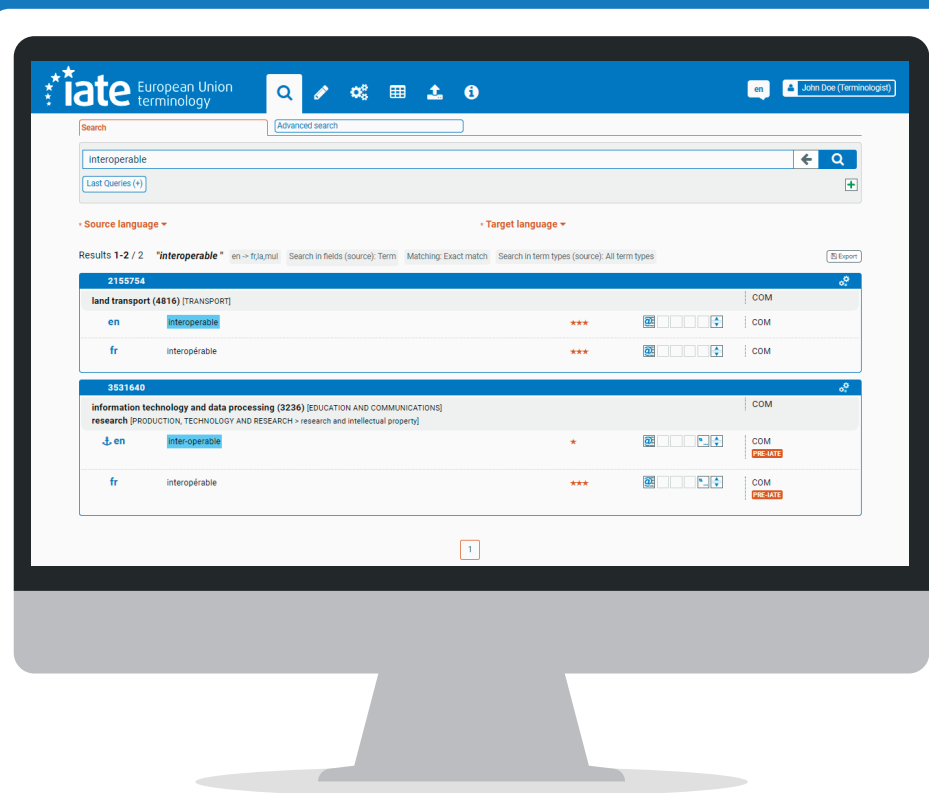 iate European Union
terminology
en
John Doe (Terminologist)
Search
Advanced search
interoperable
Last Queries (+)
* Source language
* Target language
Results 1-2 / 2 "interoperable " en -> fr,la,mul Search in fields (source): Term Matching: Exact match Search in term types (source): All term types Export
2155754
land transport (4816) [TRANSPORT] COM
en interoperable ★★★ COM
fr interopérable ★★★ COM
3531640
information technology and data processing (3236) [EDUCATION AND COMMUNICATIONS] COM
research [PRODUCTION, TECHNOLOGY AND RESEARCH > research and intellectual property]
en inter-operable ★ COM
PRE-IATE
fr interopérable ★★★ COM
PRE-IATE
1